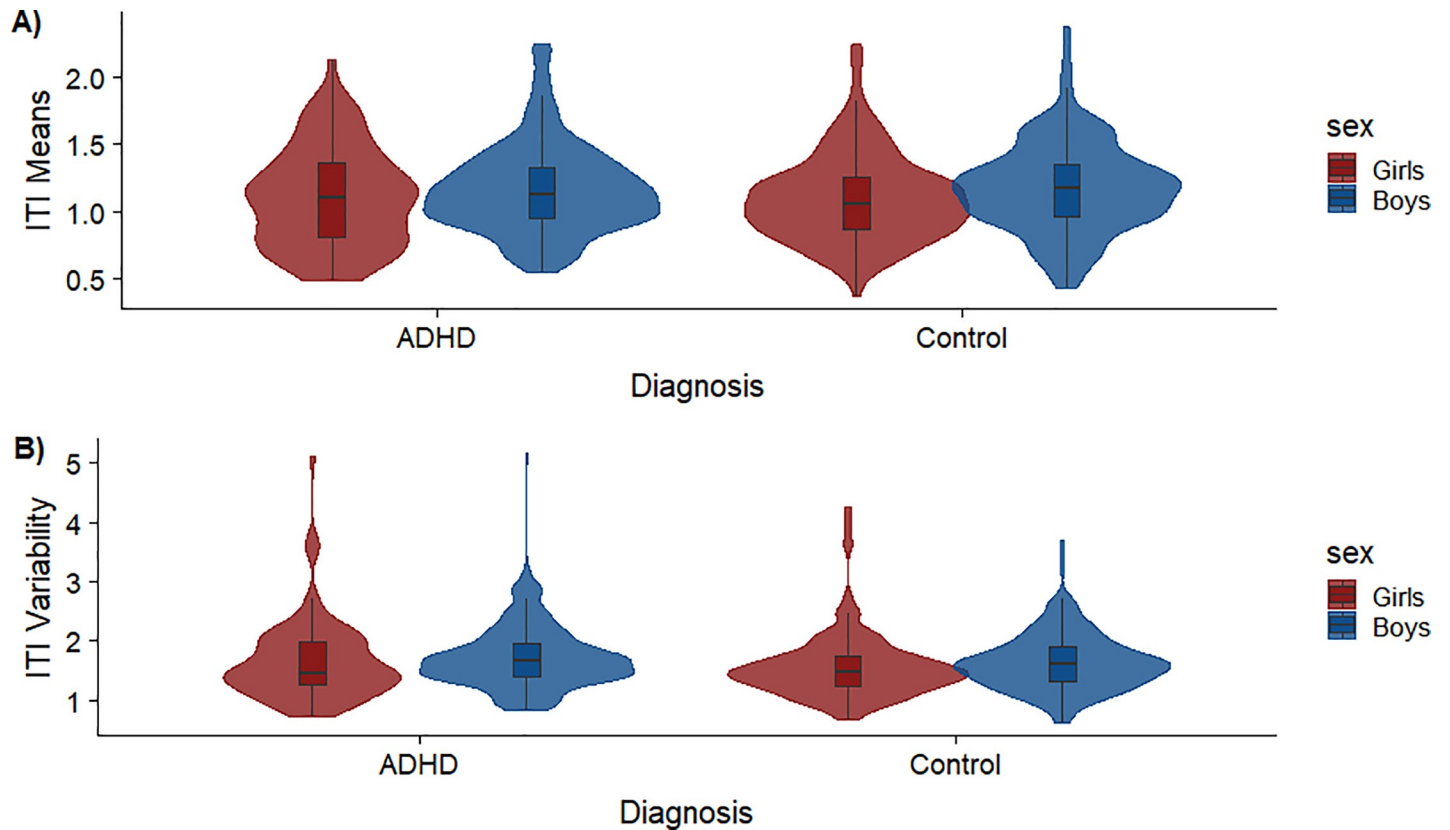 A)
ITI Means
2.0
1.5
1.0
0.5
ADHD
Control
Diagnosis
sex
Girls
Boys
B)
ITI Variability
5
4
3
2
1
ADHD
Control
Diagnosis
sex
Girls
Boys